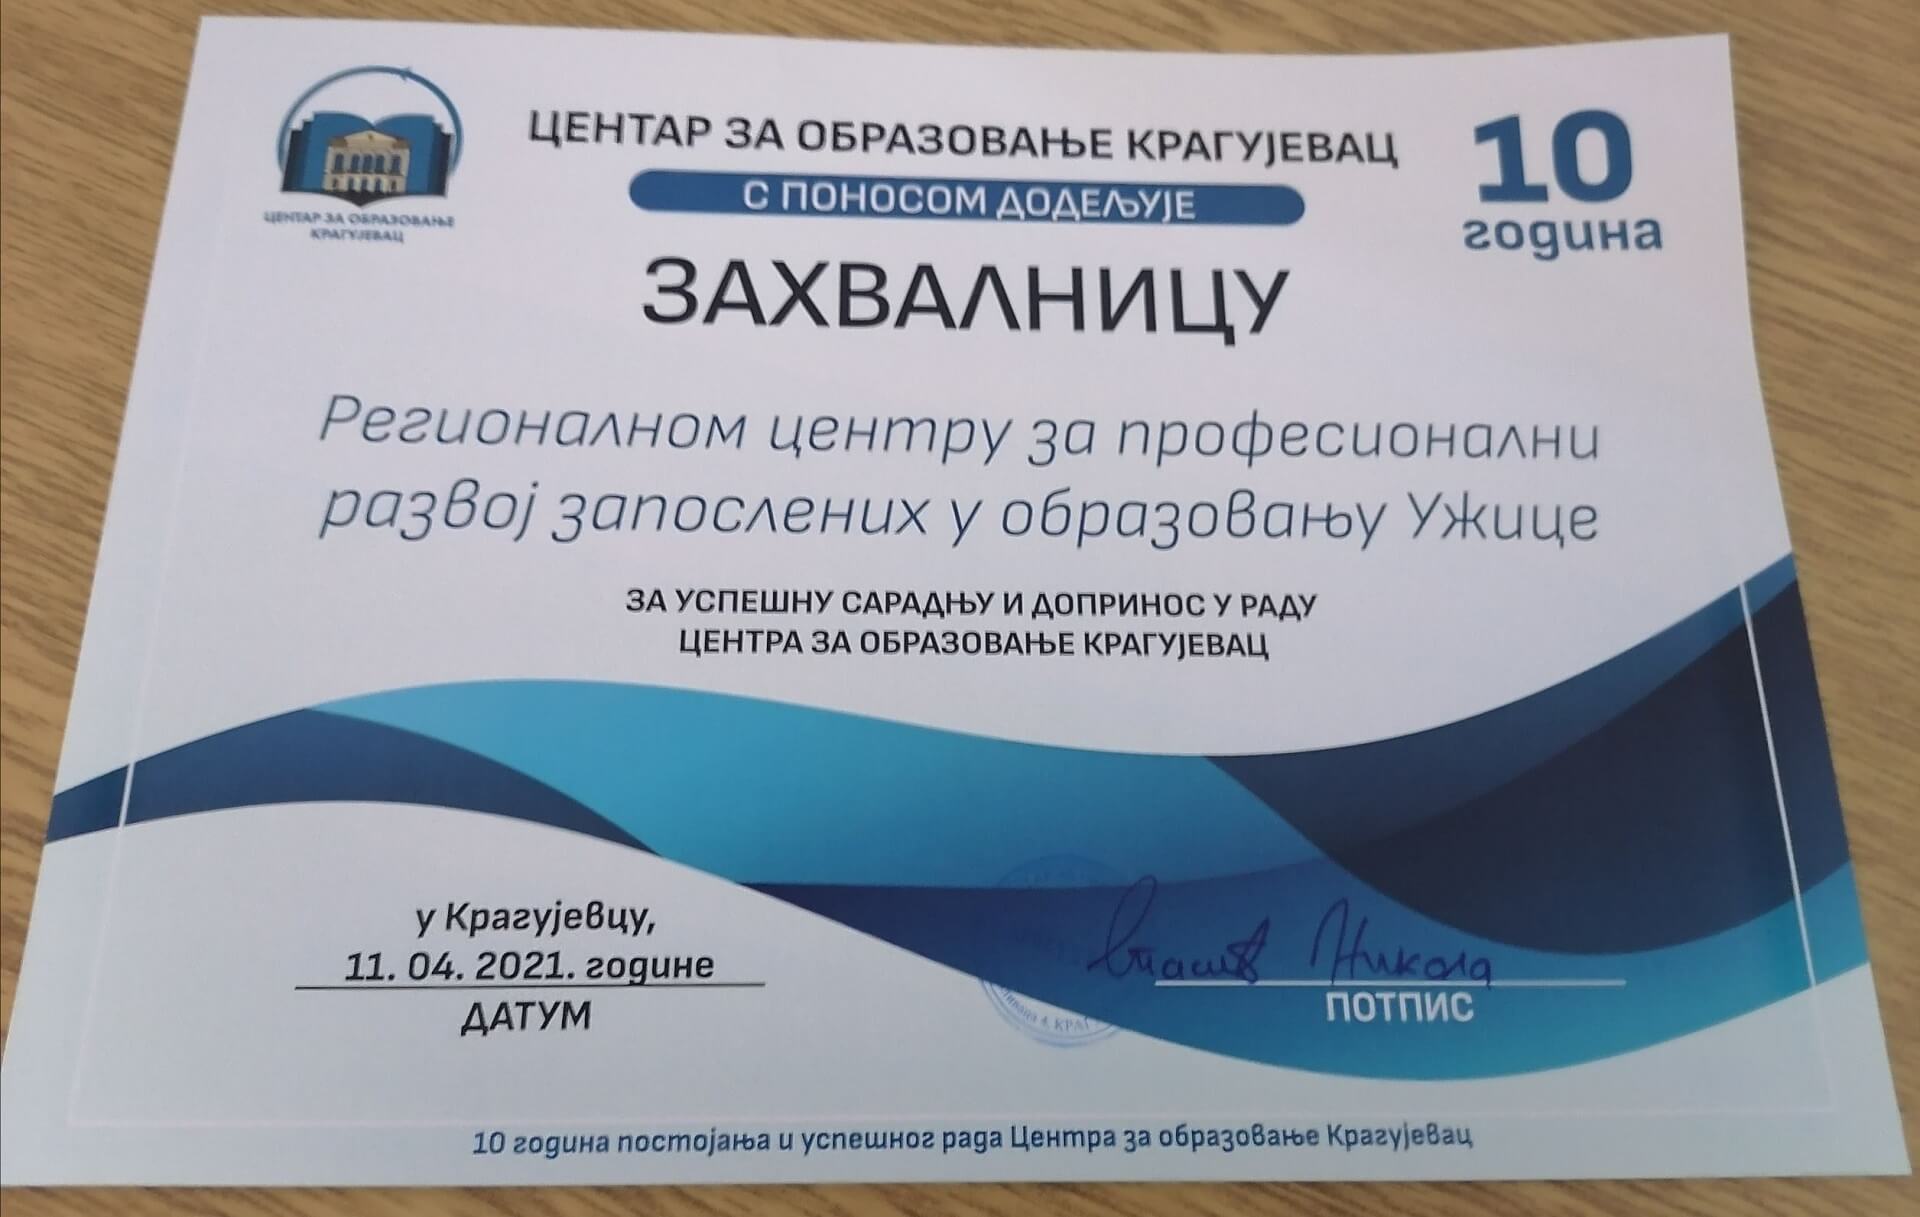 ЦЕНТАР ЗА ОБРАЗОВАЊЕ КРАГУЈЕВАЦ
10
година
С ПОНОСОМ ДОДЕЉУЈЕ
ЦЕНТАР ЗА ОБРАЗОВАЊЕ
КРАГУЈЕВАЦ
ЗАХВАЛНИЦУ
Регионалном центру за професионални
развој запослених у образовању Ужице
ЗА УСПЕШНУ САРАДЊУ И ДОПРИНОС У РАДУ
ЦЕНТРА ЗА ОБРАЗОВАЊЕ КРАГУЈЕВАЦ
у Крагујевцу,
11. 04. 2021. године
ДАТУМ
Никола
ПОТПИС
10 година постојања и успешног рада Центра за образовање Крагујевац